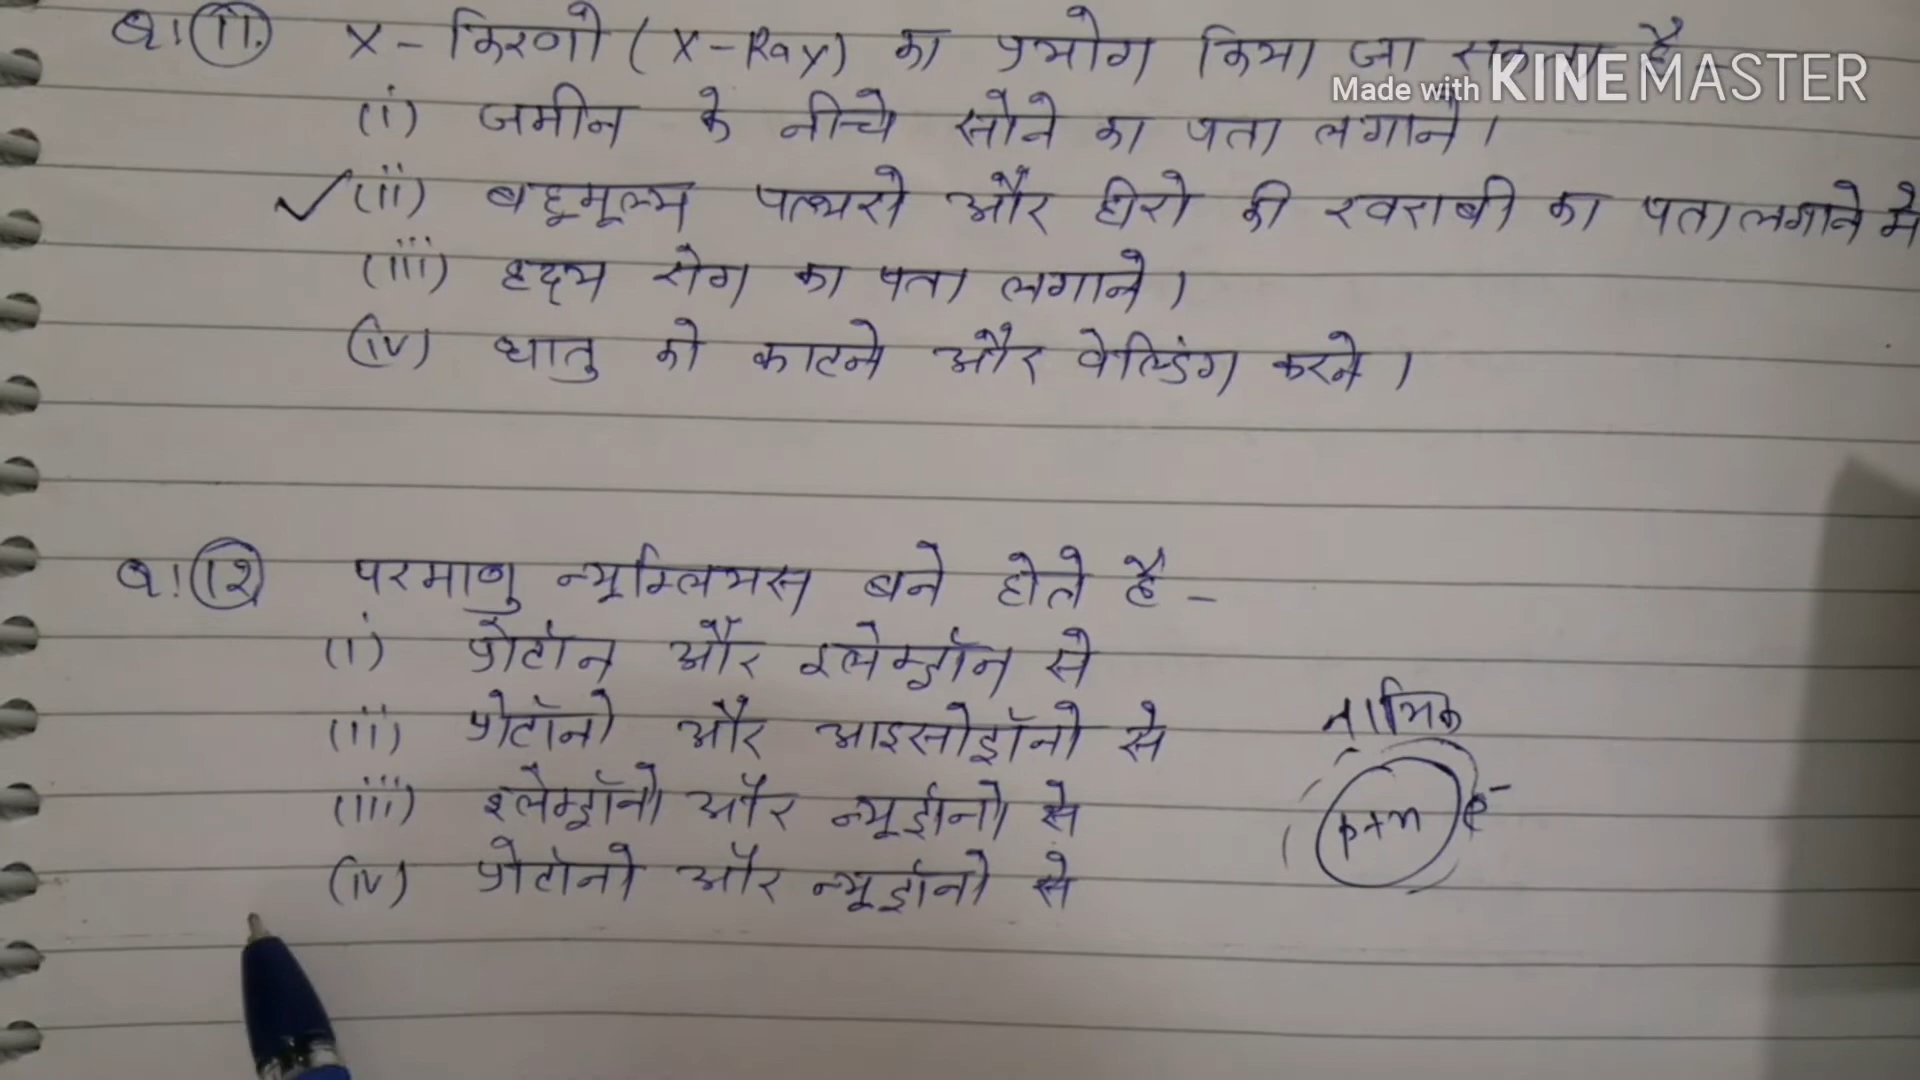 Q.11. X-किरणो (X-Ray) का प्रयोग किया जा सकता है -
Made with KINEMASTER
(i) जमीन के नीचे सोने का पता लगाने।
(ii) बहूमूल्य पत्थरो और हीरो की खराबी का पता लगाने मे
(iii) हृदय रोग का पता लगाने।
(iv) धातु को काटने और वेल्डिंग करने।
Q.12 परमाणु न्यूक्लियस बने होते है -
(i) प्रोटॉन और इलेक्ट्रॉन से
(ii) प्रोटॉनो और आइसोट्रॉनो से
(iii) इलेक्ट्रॉनो और न्यूट्रॉनो से
(iv) प्रोटॉनो और न्यूट्रॉनो से
नाभिक
p+n e-